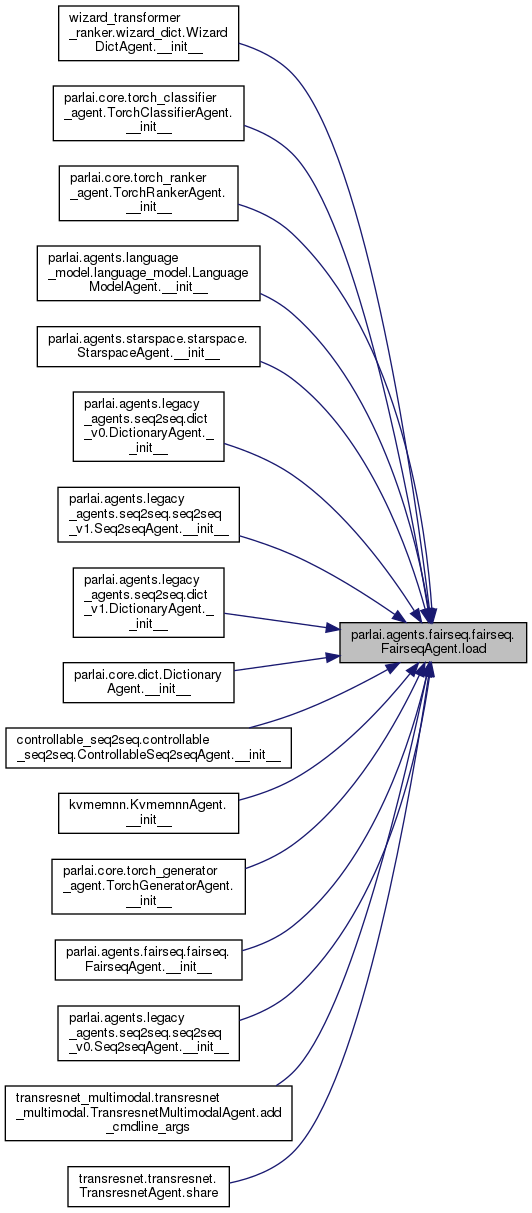 wizard_transformer
_ranker.wizard_dict.Wizard
DictAgent.__init__
parlai.core.torch_classifier
_agent.TorchClassifierAgent.
__init__
parlai.core.torch_ranker
_agent.TorchRankerAgent.
__init__
parlai.agents.language
_model.language_model.Language
ModelAgent.__init__
parlai.agents.starspace.starspace.
StarspaceAgent.__init__
parlai.agents.legacy
_agents.seq2seq.dict
_v0.DictionaryAgent._
_init__
parlai.agents.legacy
_agents.seq2seq.seq2seq
_v1.Seq2seqAgent.__init__
parlai.agents.legacy
_agents.seq2seq.dict
_v1.DictionaryAgent._
_init__
parlai.agents.fairseq.fairseq.
FairseqAgent.load
parlai.core.dict.Dictionary
Agent.__init__
controllable_seq2seq.controllable
_seq2seq.ControllableSeq2seqAgent.__init__
kvmemnn.KvmemnnAgent.
__init__
parlai.core.torch_generator
_agent.TorchGeneratorAgent.
__init__
parlai.agents.fairseq.fairseq.
FairseqAgent.__init__
parlai.agents.legacy
_agents.seq2seq.seq2seq
_v0.Seq2seqAgent.__init__
transresnet_multimodal.transresnet
_multimodal.TransresnetMultimodalAgent.add
_cmdline_args
transresnet.transresnet.
TransresnetAgent.share